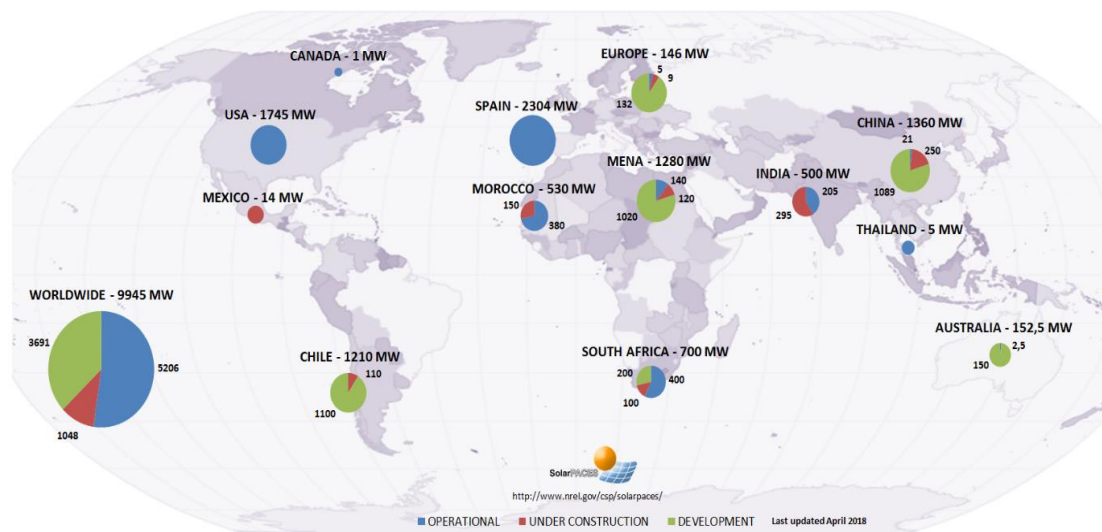 CANADA - 1 MW
EUROPE - 146 MW
5
9
132
USA - 1745 MW
SPAIN - 2304 MW
CHINA - 1360 MW
21
250
1089
MENA - 1280 MW
140
120
1020
INDIA - 500 MW
205
295
MOROCCO - 530 MW
150
380
MEXICO - 14 MW
THAILAND - 5 MW
WORLDWIDE - 9945 MW
3691
5206
1048
CHILE - 1210 MW
110
1100
SOUTH AFRICA - 700 MW
200
400
100
AUSTRALIA - 152,5 MW
2,5
150
SolarPACES
http://www.nrel.gov/csp/solarpaces/
OPERATIONAL UNDER CONSTRUCTION DEVELOPMENT Last updated April 2018